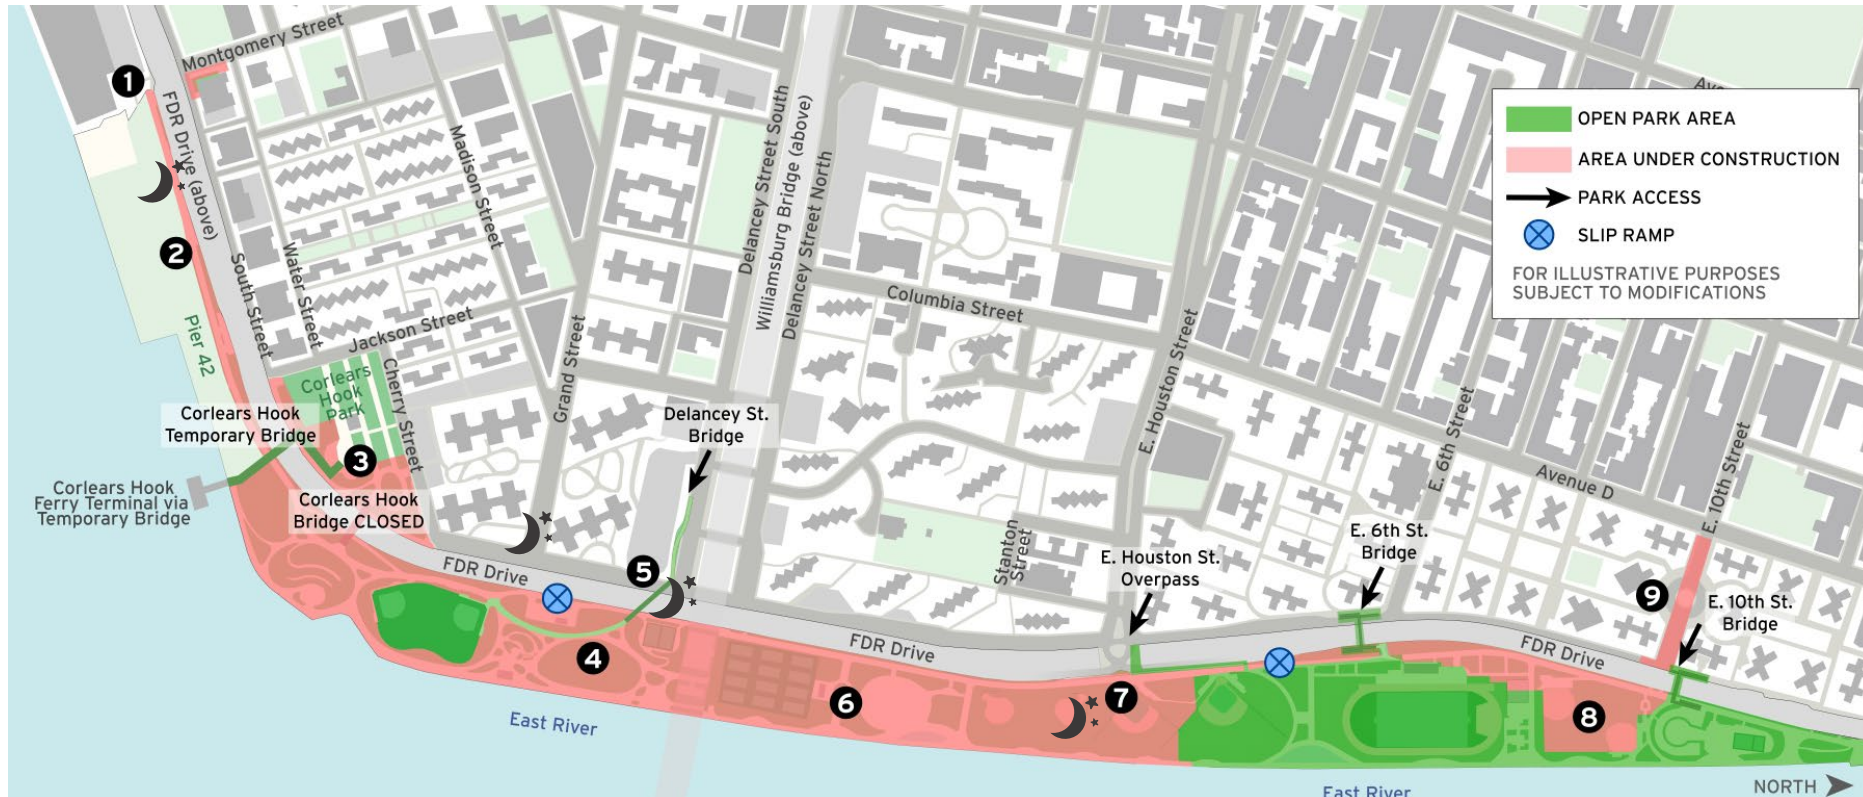 Montgomery Street
1
FDR Drive (above)
2
Madison Street
Water Street
South Street
Pier 42
Jackson Street
Corlears
Hook
Park
Cherry Street
Grand Street
Delancey Street South
Williamsburg Bridge (above)
Delancey Street North
Columbia Street
E. Houston Street
OPEN PARK AREA
AREA UNDER CONSTRUCTION
PARK ACCESS
SLIP RAMP
FOR ILLUSTRATIVE PURPOSES
SUBJECT TO MODIFICATIONS
Corlears Hook
Temporary Bridge
3
Corlears Hook
Bridge CLOSED
Corlears Hook
Ferry Terminal via
Temporary Bridge
Delancey St.
Bridge
E. 6th Street
Avenue D
E. 10th Street
Stanton
Street
E. Houston St.
Overpass
E. 6th St.
Bridge
E. 10th St.
Bridge
FDR Drive
5
4
FDR Drive
6
7
FDR Drive
9
8
East River
East River
NORTH